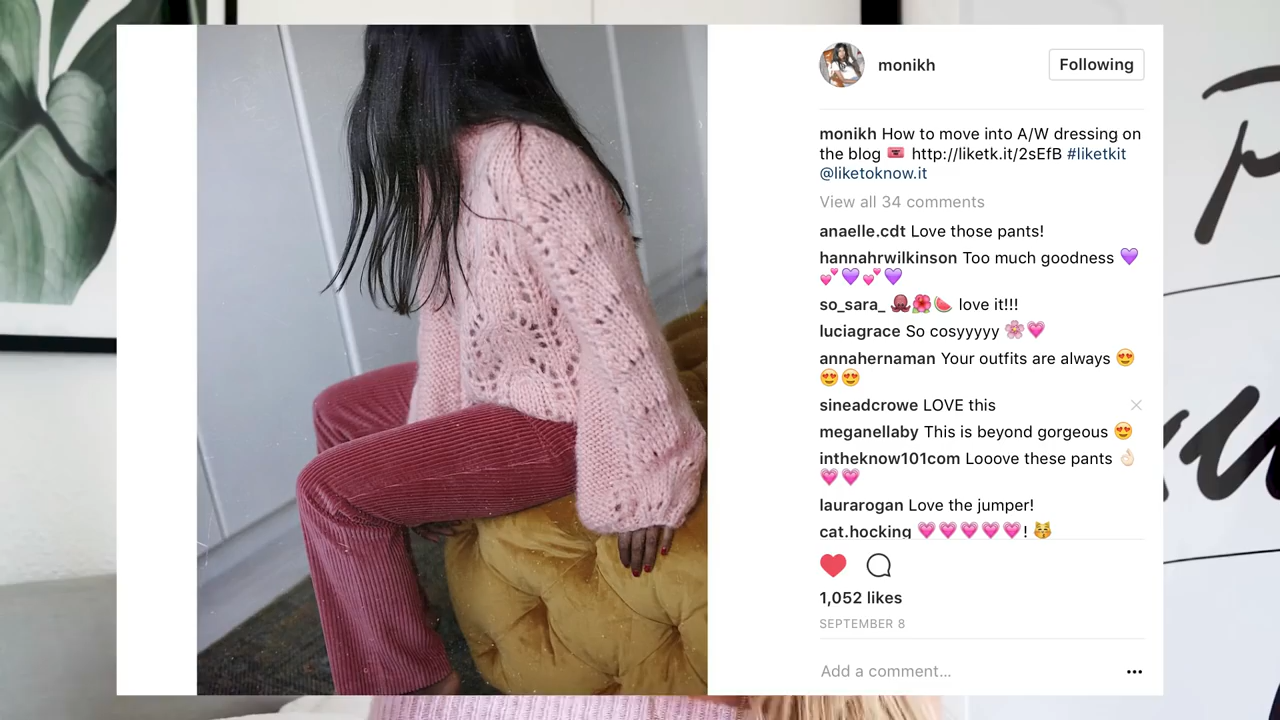 monikh
Following
monikh How to move into A/W dressing on
the blog 💌 http://liketk.it/2sEfB #liketkit
@liketoknow.it
View all 34 comments
anaelle.cdt Love those pants!
hannahrwilkinson Too much goodness 💜
💕💜💕💜
so_sara_ 🐙🌺🍉 love it!!!
luciagrace So cosyyyyy 🌸💗
annahernaman Your outfits are always 😍
😍😍
sineadcrowe LOVE this
meganellaby This is beyond gorgeous 😍
intheknow101com Looove these pants 👌🏻
💗💗
laurarogan Love the jumper!
cat.hocking 💗💗💗💗💗! 😽
1,052 likes
SEPTEMBER 8
Add a comment...